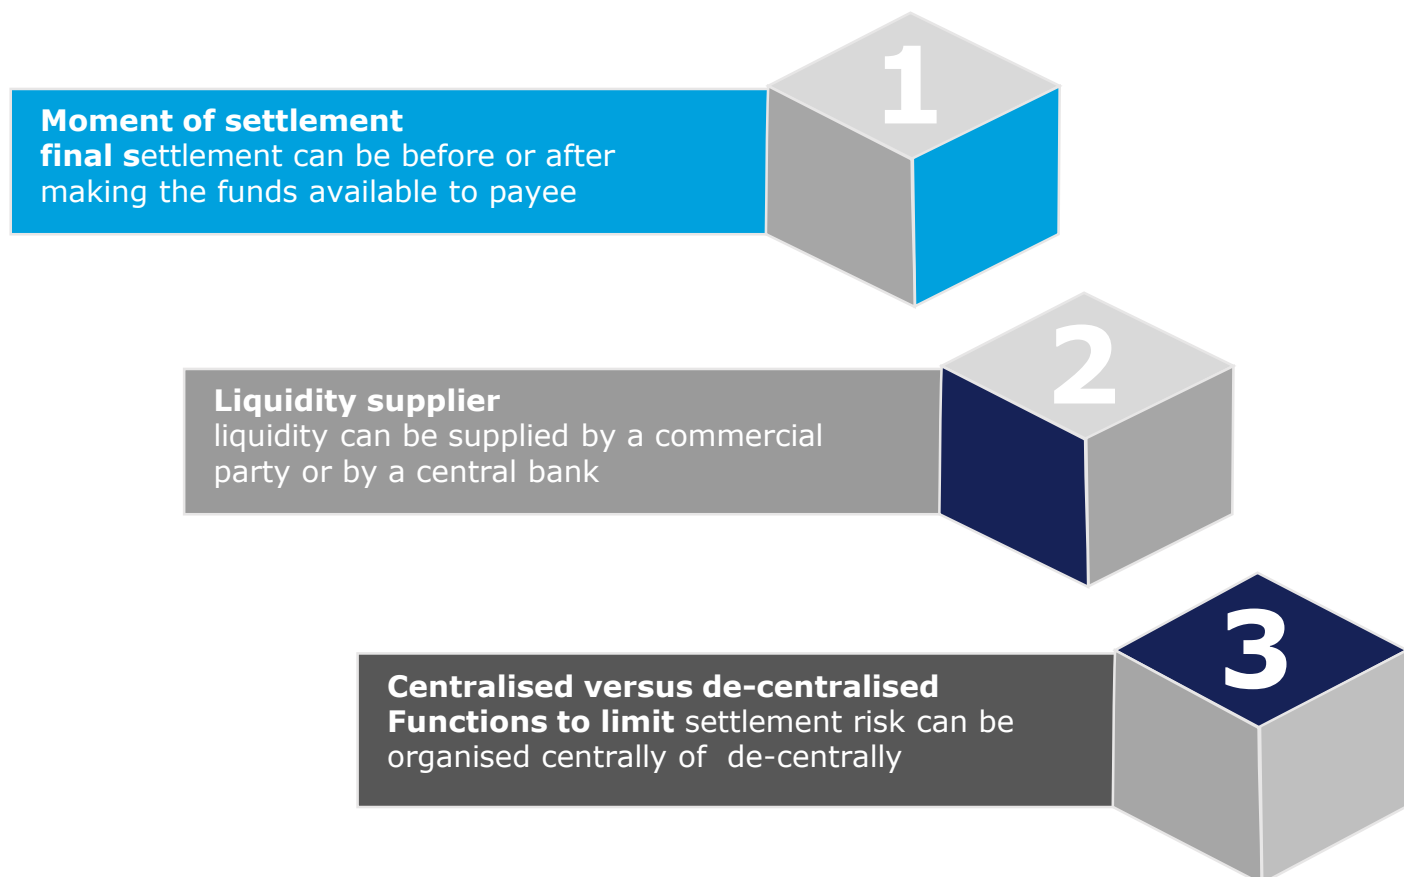 1
Moment of settlement
final settlement can be before or after
making the funds available to payee
2
Liquidity supplier
liquidity can be supplied by a commercial
party or by a central bank
3
Centralised versus de-centralised
Functions to limit settlement risk can be
organised centrally of  de-centrally